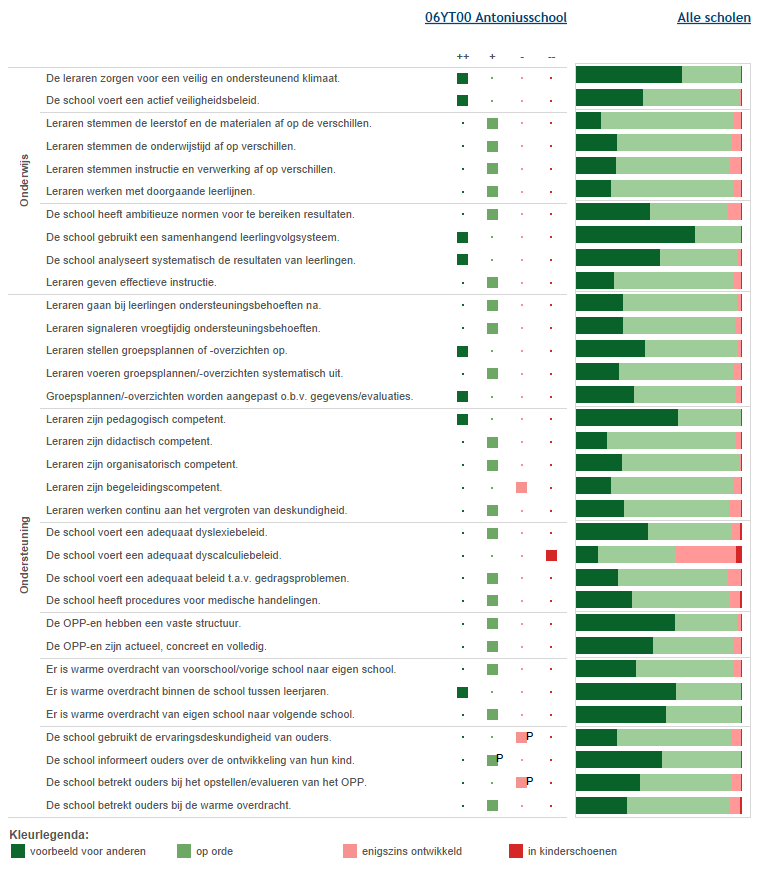 06YT00 Antoniusschool Alle scholen
++ + - --
Onderwijs
De leraren zorgen voor een veilig en ondersteunend klimaat.
De school voert een actief veiligheidsbeleid.
Leraren stemmen de leerstof en de materialen af op de verschillen.
Leraren stemmen de onderwijstijd af op verschillen.
Leraren stemmen instructie en verwerking af op verschillen.
Leraren werken met doorgaande leerlijnen.
De school heeft ambitieuze normen voor te bereiken resultaten.
De school gebruikt een samenhangend leerlingvolgsysteem.
De school analyseert systematisch de resultaten van leerlingen.
Leraren geven effectieve instructie.
Ondersteuning
Leraren gaan bij leerlingen ondersteuningsbehoeften na.
Leraren signaleren vroegtijdig ondersteuningsbehoeften.
Leraren stellen groepsplannen of -overzichten op.
Leraren voeren groepsplannen/-overzichten systematisch uit.
Groepsplannen/-overzichten worden aangepast o.b.v. gegevens/evaluaties.
Leraren zijn pedagogisch competent.
Leraren zijn didactisch competent.
Leraren zijn organisatorisch competent.
Leraren zijn begeleidingscompetent.
Leraren werken continu aan het vergroten van deskundigheid.
De school voert een adequaat dyslexiebeleid.
De school voert een adequaat dyscalculiebeleid.
De school voert een adequaat beleid t.a.v. gedragsproblemen.
De school heeft procedures voor medische handelingen.
De OPP-en hebben een vaste structuur.
De OPP-en zijn actueel, concreet en volledig.
Er is warme overdracht van voorschool/vorige school naar eigen school.
Er is warme overdracht binnen de school tussen leerjaren.
Er is warme overdracht van eigen school naar volgende school.
De school gebruikt de ervaringsdeskundigheid van ouders. P
De school informeert ouders over de ontwikkeling van hun kind. P
De school betrekt ouders bij het opstellen/evalueren van het OPP. P
De school betrekt ouders bij de warme overdracht.
Kleurlegenda:
voorbeeld voor anderen op orde enigszins ontwikkeld in kinderschoenen